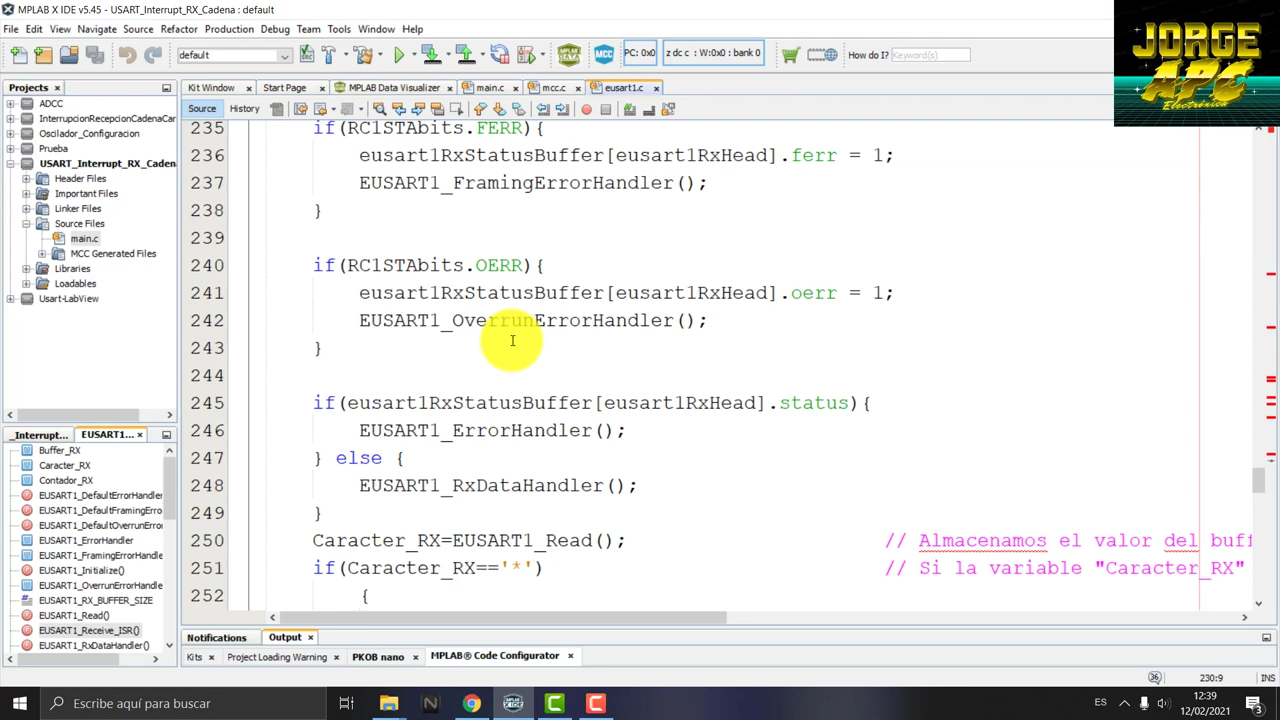 MPLAB X IDE v5.45 - USART_Interrupt_RX_Cadena : default
File Edit View Navigate Source Refactor Production Debug Team Tools Window Help
default
PC: 0x0
z dc c : W:0x0 : bank 0
How do I?
Keyword(s)
JORGE
APC
Electrónica
Projects
Kit Window
Start Page
MPLAB Data Visualizer
main.c
mcc.c
eusart1.c
Source
History
ADCC
InterrupcionRecepcionCadenaCar
Oscilador_Configuracion
Prueba
USART_Interrupt_RX_Cadena
Header Files
Important Files
Linker Files
Source Files
main.c
MCC Generated Files
Libraries
Loadables
Usart-LabView
_Interrupt...
EUSART1...
Buffer_RX
Caracter_RX
Contador_RX
EUSART1_DefaultErrorHandler
EUSART1_DefaultFramingError
EUSART1_DefaultOverrunError
EUSART1_ErrorHandler
EUSART1_FramingErrorHandle
EUSART1_Initialize()
EUSART1_OverrunErrorHandle
EUSART1_RX_BUFFER_SIZE
EUSART1_Read()
EUSART1_Receive_ISR()
EUSART1_RxDataHandler()
235 if(RC1STAbits.FERR){
236 eusart1RxStatusBuffer[eusart1RxHead].ferr = 1;
237 EUSART1_FramingErrorHandler();
238 }
239
240 if(RC1STAbits.OERR){
241 eusart1RxStatusBuffer[eusart1RxHead].oerr = 1;
242 EUSART1_OverrunErrorHandler();
243 }
244
245 if(eusart1RxStatusBuffer[eusart1RxHead].status){
246 EUSART1_ErrorHandler();
247 } else {
248 EUSART1_RxDataHandler();
249 }
250 Caracter_RX=EUSART1_Read(); // Almacenamos el valor del buff
251 if(Caracter_RX=='*') // Si la variable "Caracter_RX"
252 {
Notifications
Output
Kits
Project Loading Warning
PKOB nano
MPLAB® Code Configurator
36
230:9
INS
Escribe aquí para buscar
ES
12:39
12/02/2021
3